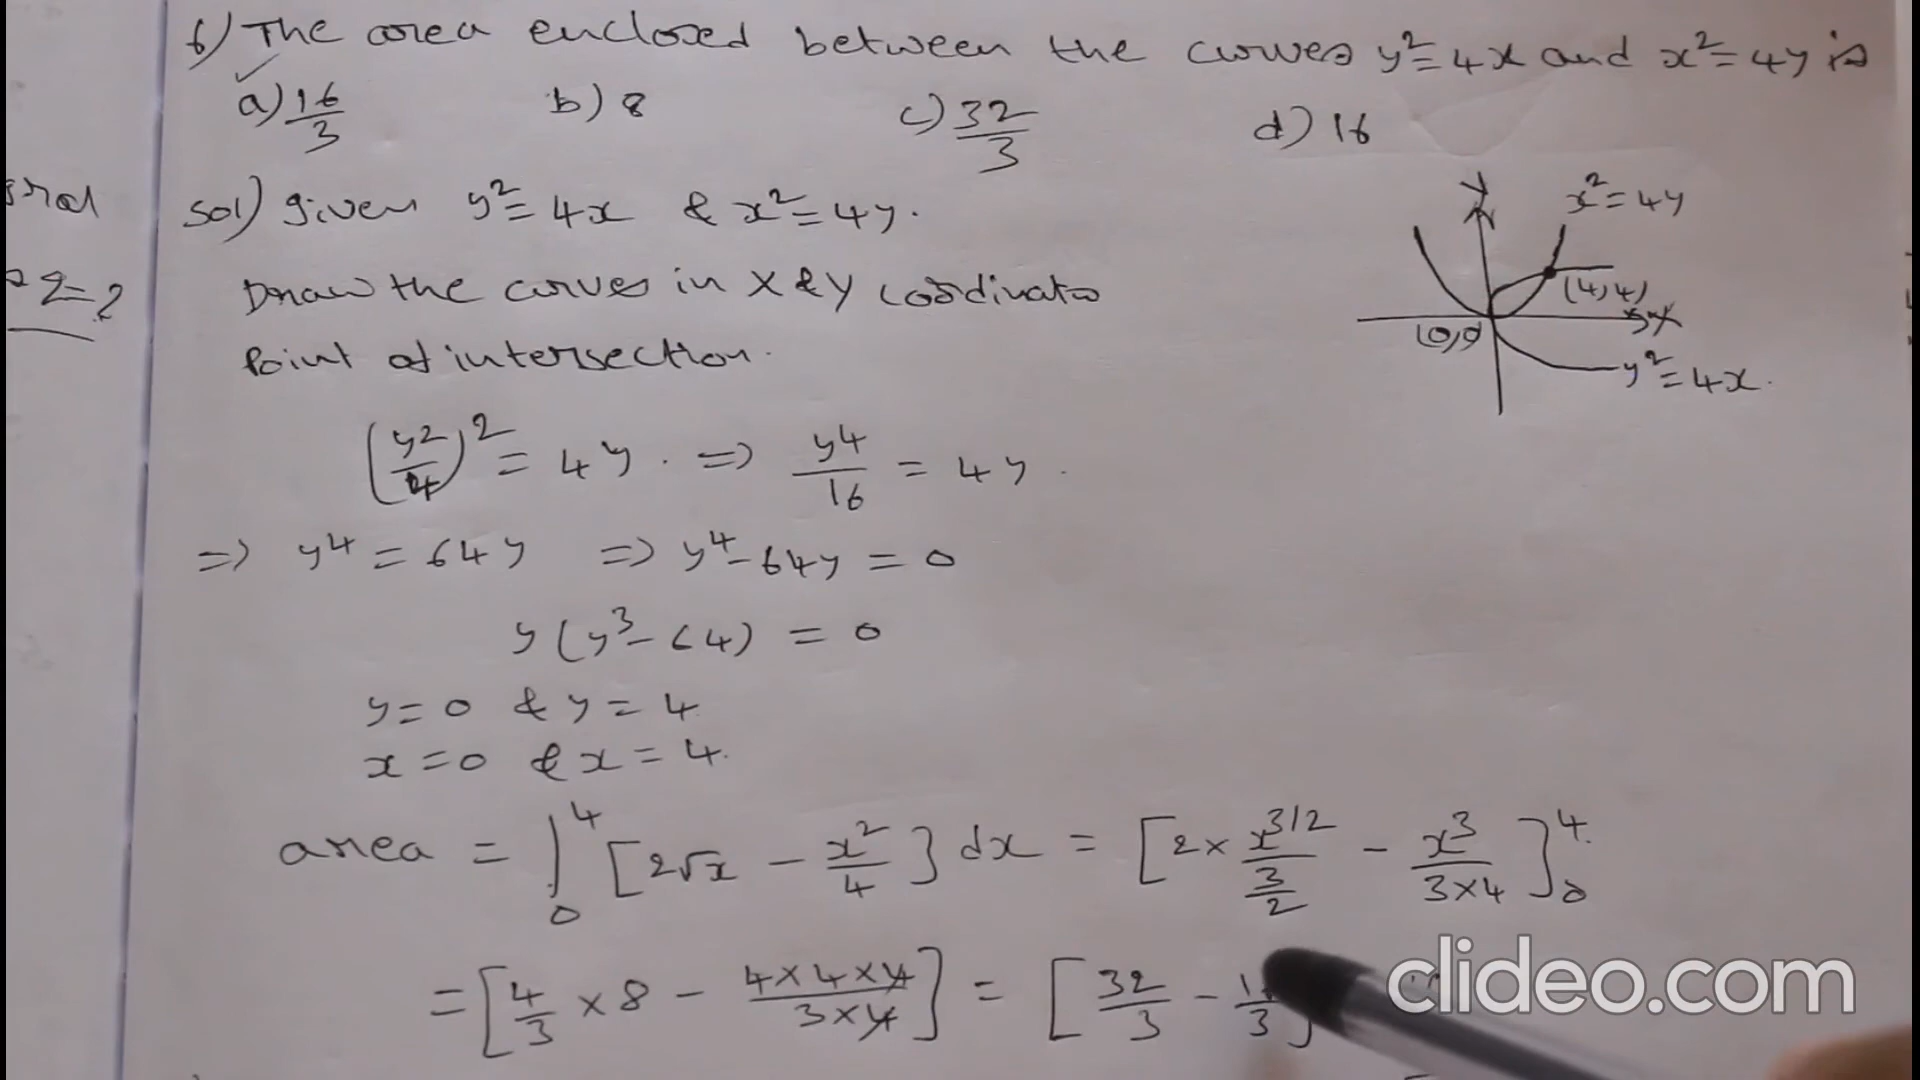 6) The area enclosed between the curves y²=4x and x²=4y is
a) 16/3 b) 8 c) 32/3 d) 16
Sol) Given y²=4x & x²=4y.
Draw the curves in X & Y coordinates
Point of intersection.
(y²/4)² = 4y. => y⁴/16 = 4y.
=> y⁴ = 64y => y⁴-64y = 0
y(y³-64) = 0
y=0 & y=4
x=0 & x=4.
area = ∫₀⁴ [2√x - x²/4] dx = [2× x^3/2 / 3/2 - x³/3×4]₀⁴
= [4/3 × 8 - 4×4×4/3×4] = [32/3 - /3]
Y
x²=4y
(4,4)
X
(0,0)
y²=4x.
2=2
clideo.com